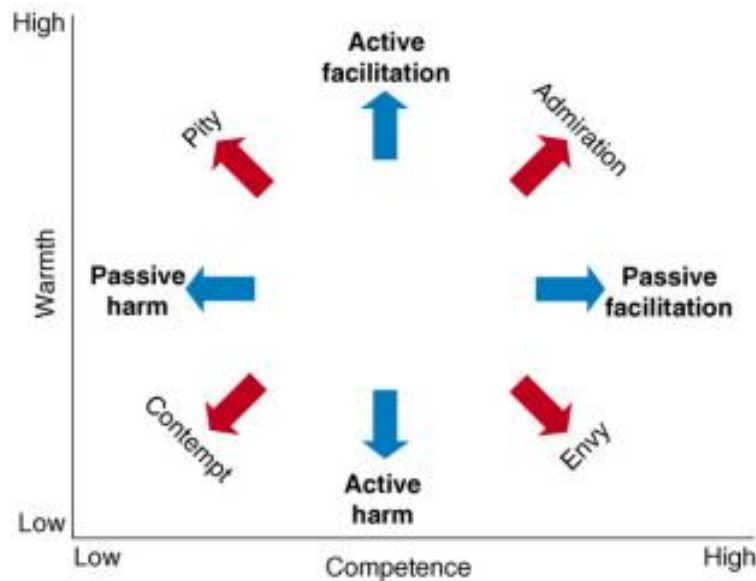 High
Active
facilitation
Pity
Admiration
Warmth
Passive
harm
Passive
facilitation
Contempt
Envy
Active
harm
Low
Low
Competence
High